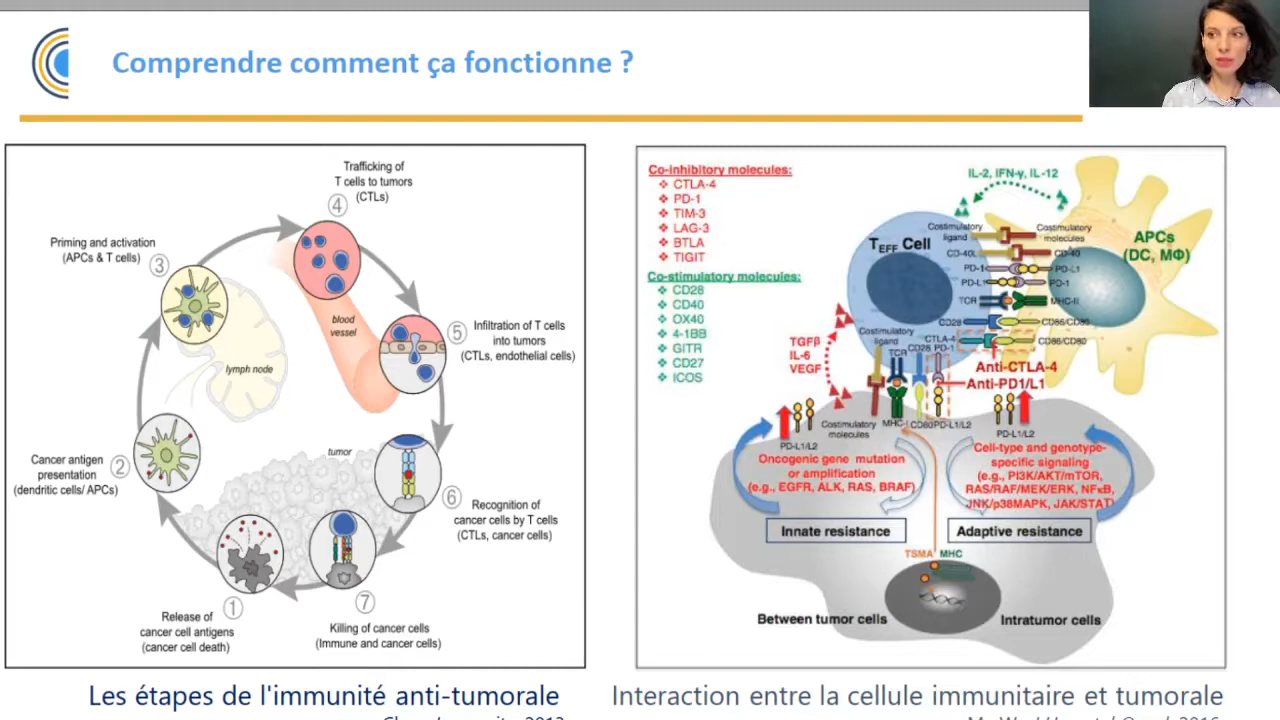 Comprendre comment ça fonctionne ?
Trafficking of
T cells to tumors
(CTLs)
4
Priming and activation
(APCs & T cells)
3
blood
vessel
5
Infiltration of T cells
into tumors
(CTLs, endothelial cells)
lymph node
Cancer antigen
presentation
(dendritic cells/ APCs)
2
tumor
6
Recognition of
cancer cells by T cells
(CTLs, cancer cells)
1
Release of
cancer cell antigens
(cancer cell death)
7
Killing of cancer cells
(Immune and cancer cells)
Les étapes de l'immunité anti-tumorale
Co-inhibitory molecules:
❖ CTLA-4
❖ PD-1
❖ TIM-3
❖ LAG-3
❖ BTLA
❖ TIGIT
Co-stimulatory molecules:
❖ CD28
❖ CD40
❖ OX40
❖ 4-1BB
❖ GITR
❖ CD27
❖ ICOS
IL-2, IFN-γ, IL-12
TEFF Cell
APCs
(DC, MΦ)
Costimulatory
ligand
Costimulatory
molecules
CD-40L
CD-40
PD-1
PD-L1
PD-L1
PD-1
TCR
MHC-II
CD28
CD86/CD80
CTLA-4
CD86/CD80
Anti-CTLA-4
Anti-PD1/L1
TGFβ
IL-6
VEGF
Costimulatory
ligand
TCR
CD28
PD-1
PD-L1/L2
Costimulatory
molecules
MHC-I
CD80
PD-L1/L2
PD-L1/L2
Oncogenic gene mutation
or amplification
(e.g., EGFR, ALK, RAS, BRAF)
Cell-type and genotype-
specific signaling
(e.g., PI3K/AKT/mTOR,
RAS/RAF/MEK/ERK, NFκB,
JNK/p38MAPK, JAK/STAT)
Innate resistance
Adaptive resistance
TSMA
MHC
Between tumor cells
Intratumor cells
Interaction entre la cellule immunitaire et tumorale